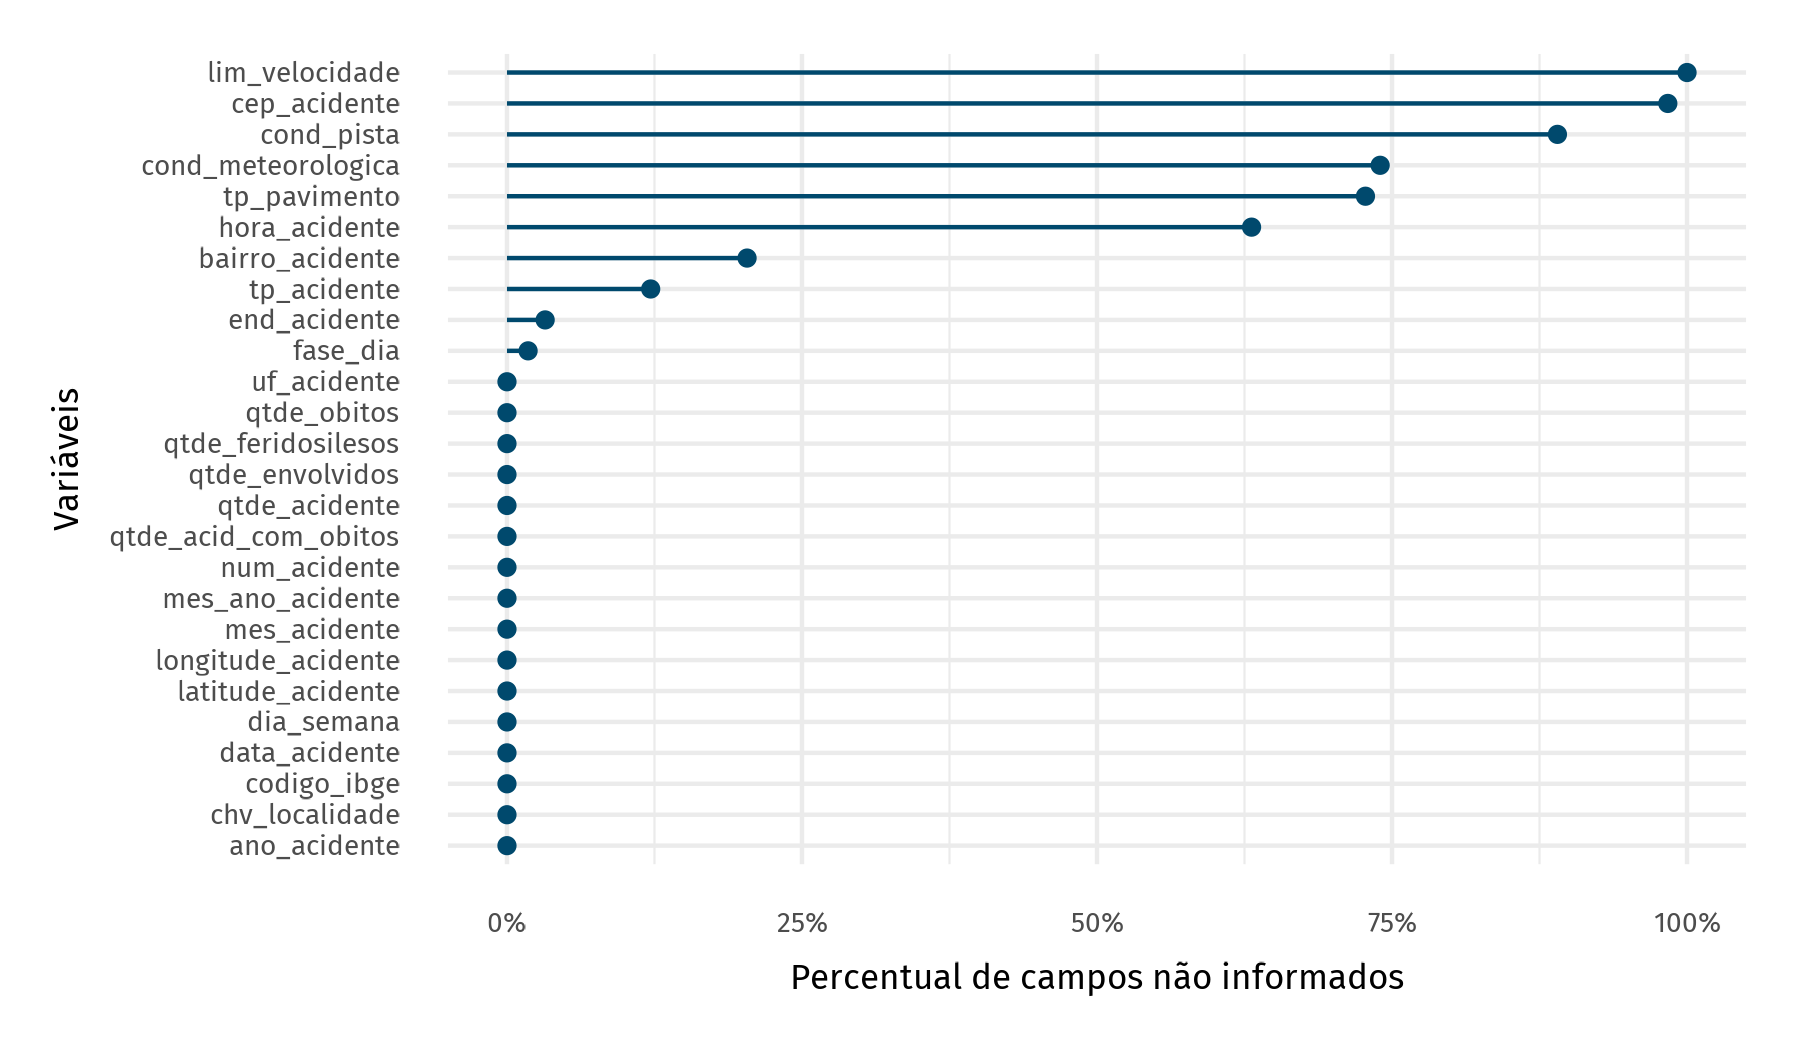 lim_velocidade
cep_acidente
cond_pista
cond_meteorologica
tp_pavimento
hora_acidente
bairro_acidente
tp_acidente
end_acidente
fase_dia
uf_acidente
qtde_obitos
qtde_feridosilesos
qtde_envolvidos
qtde_acidente
qtde_acid_com_obitos
num_acidente
mes_ano_acidente
mes_acidente
longitude_acidente
latitude_acidente
dia_semana
data_acidente
codigo_ibge
chv_localidade
ano_acidente
Variáveis
0% 25% 50% 75% 100%
Percentual de campos não informados